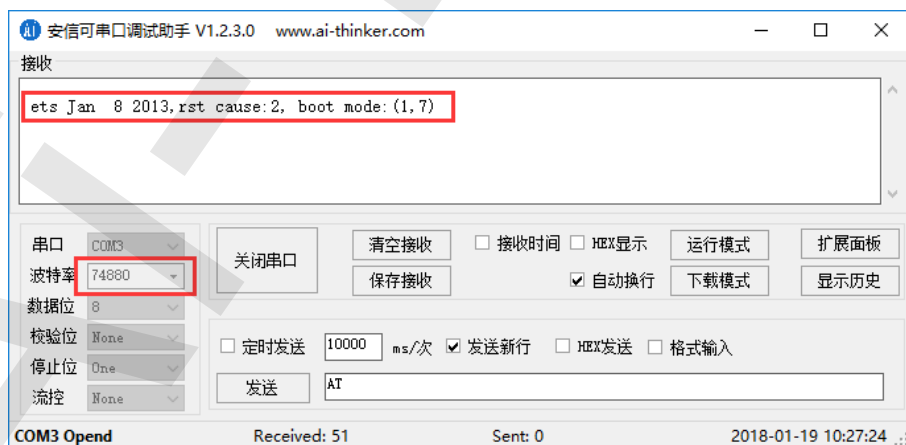 安信可串口调试助手 V1.2.3.0 www.ai-thinker.com
接收
ets Jan  8 2013,rst cause:2, boot mode:(1,7)
串口 COM3
波特率 74880
数据位 8
校验位 None
停止位 One
流控 None
关闭串口
清空接收 接收时间 HEX显示 运行模式 扩展面板
保存接收 自动换行 下载模式 显示历史
定时发送 10000 ms/次 发送新行 HEX发送 格式输入
发送 AT
COM3 Opend Received: 51 Sent: 0 2018-01-19 10:27:24